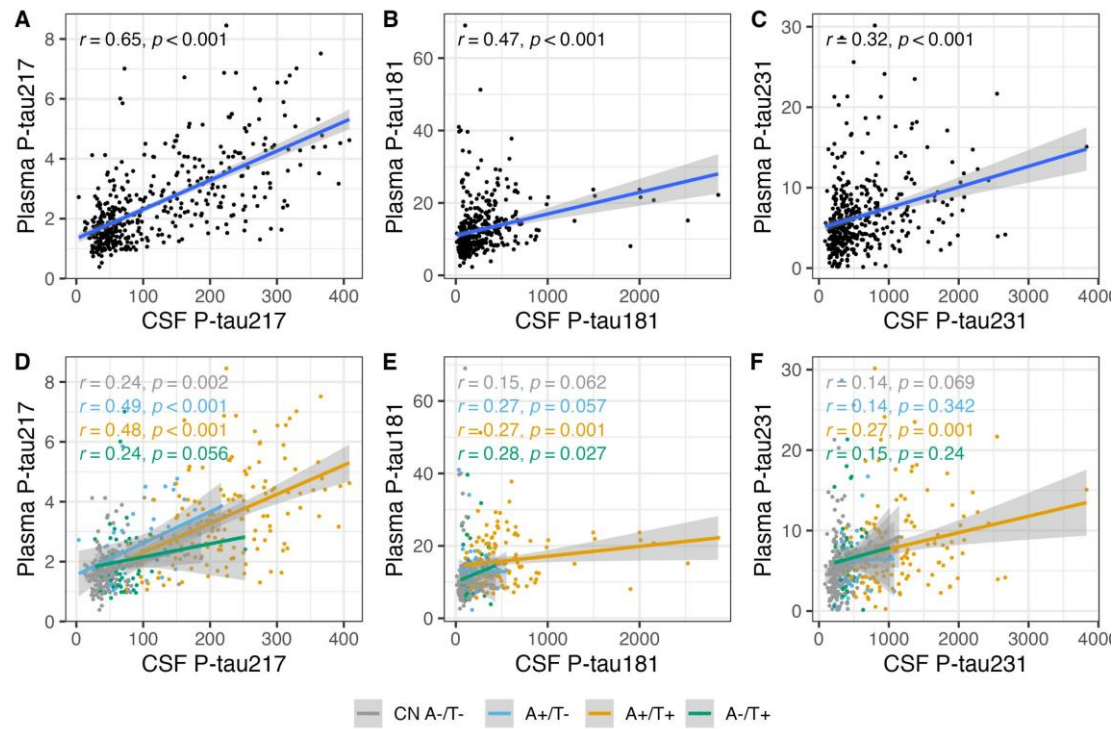 A
r = 0.65, p < 0.001
8
6
4
2
0
Plasma P-tau217
0 100 200 300 400
CSF P-tau217
B
r = 0.47, p < 0.001
60
40
20
0
Plasma P-tau181
0 1000 2000
CSF P-tau181
C
r = 0.32, p < 0.001
30
20
10
0
Plasma P-tau231
0 1000 2000 3000 400
CSF P-tau231
D
r = 0.24, p = 0.002
r = 0.49, p < 0.001
r = 0.48, p < 0.001
r = 0.24, p = 0.056
8
6
4
2
0
Plasma P-tau217
0 100 200 300 400
CSF P-tau217
E
r = 0.15, p = 0.062
r = 0.27, p = 0.057
r = 0.27, p = 0.001
r = 0.28, p = 0.027
60
40
20
0
Plasma P-tau181
0 1000 2000
CSF P-tau181
F
r = 0.14, p = 0.069
r = 0.14, p = 0.342
r = 0.27, p = 0.001
r = 0.15, p = 0.24
30
20
10
0
Plasma P-tau231
0 1000 2000 3000 400
CSF P-tau231
CN A-/T- A+/T- A+/T+ A-/T+